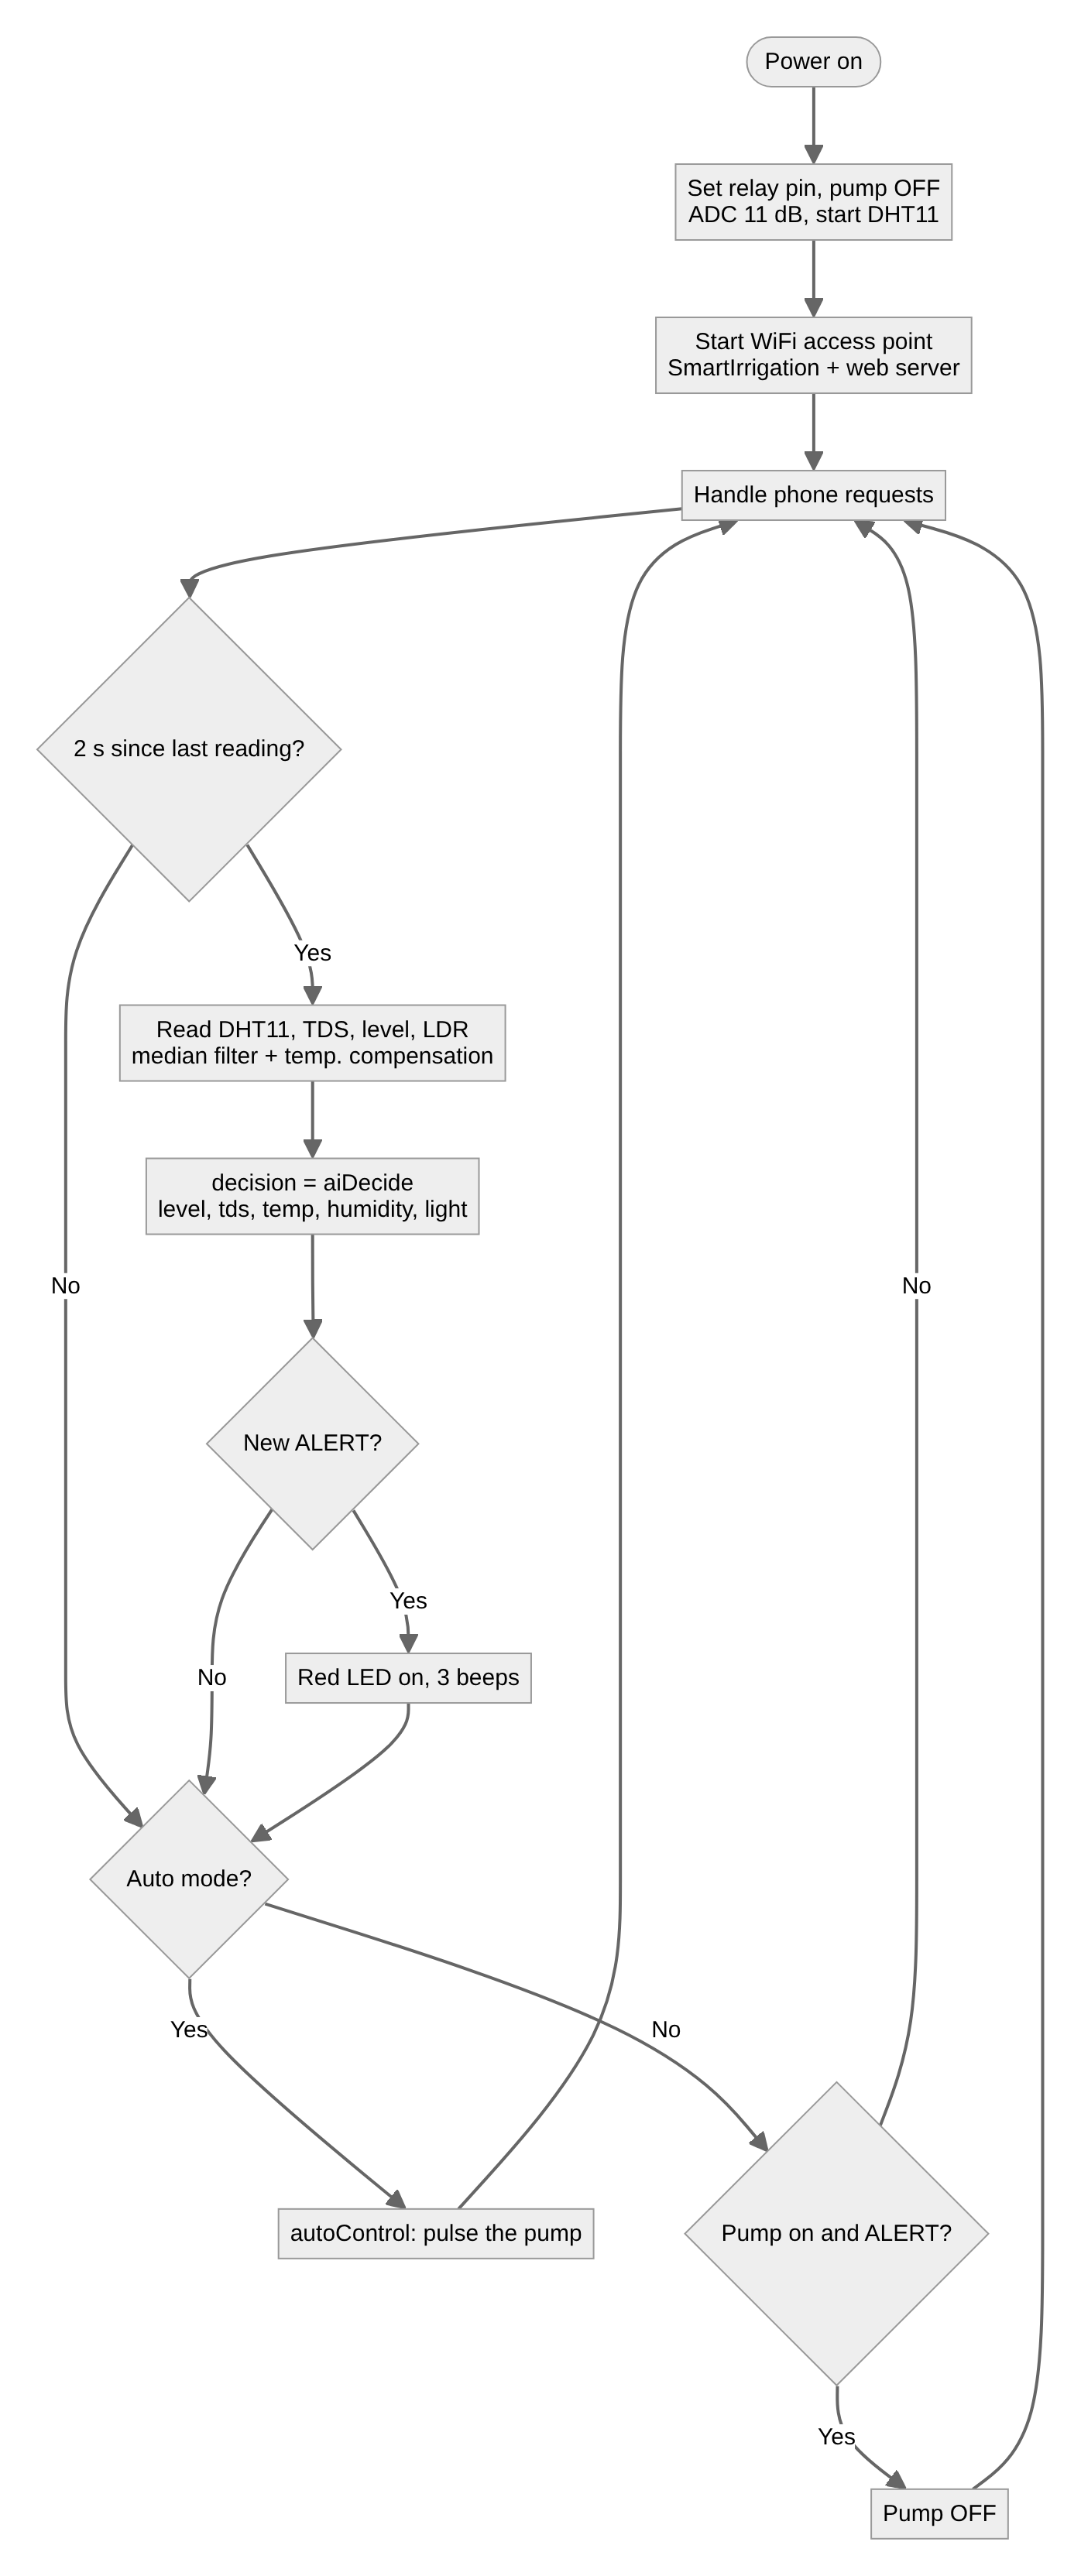 Power on
Set relay pin, pump OFF
ADC 11 dB, start DHT11
Start WiFi access point
SmartIrrigation + web server
Handle phone requests
2 s since last reading?
Yes
Read DHT11, TDS, level, LDR
median filter + temp. compensation
decision = aiDecide
level, tds, temp, humidity, light
No
No
New ALERT?
Yes
No
Red LED on, 3 beeps
Auto mode?
Yes
No
autoControl: pulse the pump
Pump on and ALERT?
Yes
Pump OFF